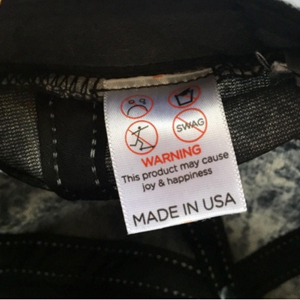 SWAG
WARNING
This product may cause
joy & happiness
MADE IN USA